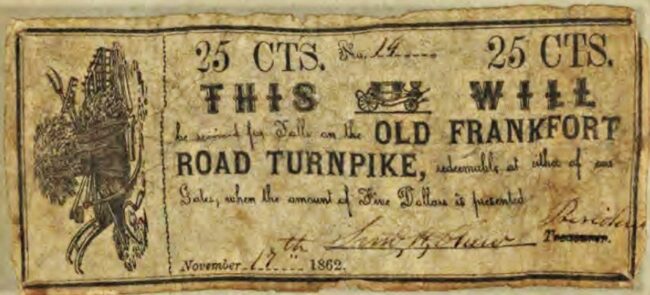 25 CTS. No. 14 25 CTS.
THIS WILL
be received for Tolls on the OLD FRANKFORT
ROAD TURNPIKE, redeemable at either of our
Gates, when the amount of Five Dollars is presented
President
Treasurer.
November 17th 1862.